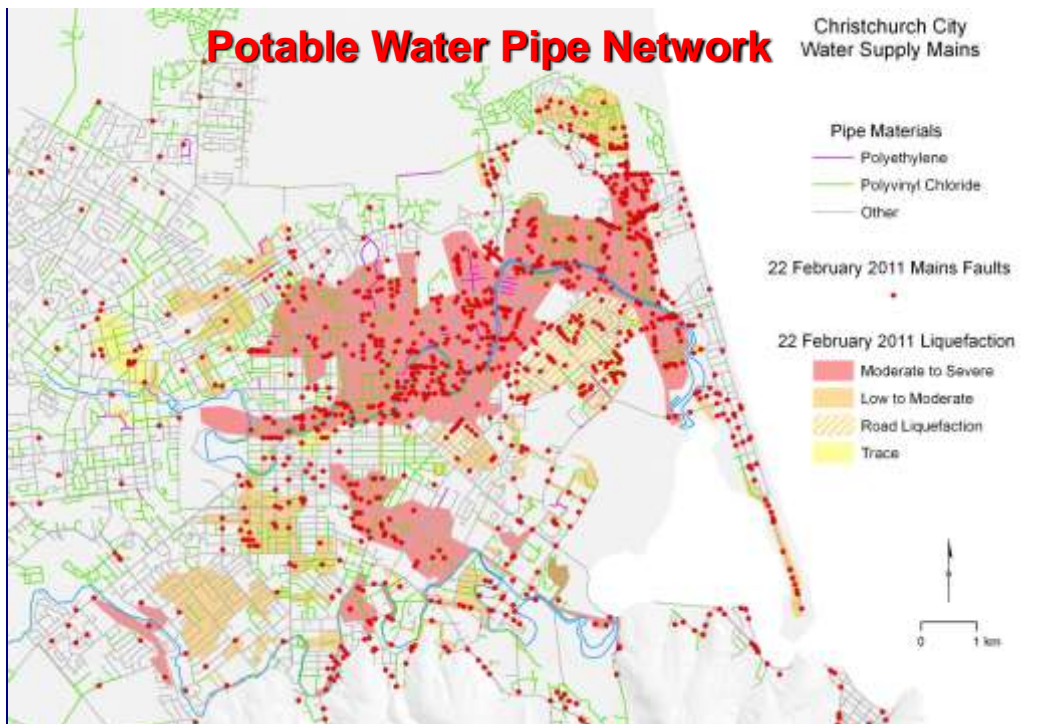 Potable Water Pipe Network
Christchurch City
Water Supply Mains
Pipe Materials
Polyethylene
Polyvinyl Chloride
Other
22 February 2011 Mains Faults
22 February 2011 Liquefaction
Moderate to Severe
Low to Moderate
Road Liquefaction
Trace
0 1 km